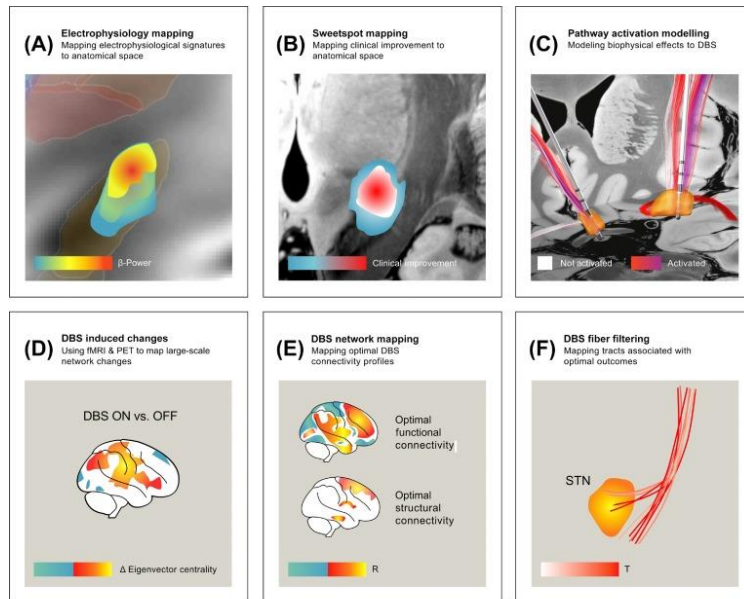 (A) Electrophysiology mapping
Mapping electrophysiological signatures
to anatomical space
β-Power
(B) Sweetspot mapping
Mapping clinical improvement to
anatomical space
Clinical improvement
(C) Pathway activation modelling
Modeling biophysical effects to DBS
Not activated
Activated
(D) DBS induced changes
Using fMRI & PET to map large-scale
network changes
DBS ON vs. OFF
Δ Eigenvector centrality
(E) DBS network mapping
Mapping optimal DBS
connectivity profiles
Optimal
functional
connectivity
Optimal
structural
connectivity
R
(F) DBS fiber filtering
Mapping tracts associated with
optimal outcomes
STN
T